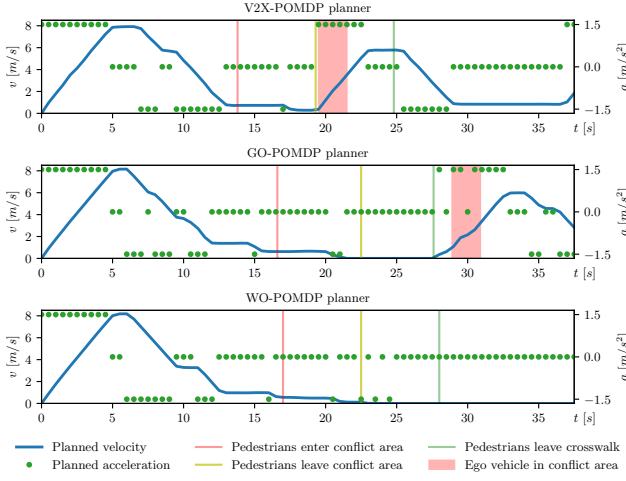 V2X-POMDP planner
8
6
4
2
0
v [m/s]
1.5
0.0
−1.5
a [m/s²]
0 5 10 15 20 25 30 35 t [s]
GO-POMDP planner
8
6
4
2
0
v [m/s]
1.5
0.0
−1.5
a [m/s²]
0 5 10 15 20 25 30 35 t [s]
WO-POMDP planner
8
6
4
2
0
v [m/s]
1.5
0.0
−1.5
a [m/s²]
0 5 10 15 20 25 30 35 t [s]
Planned velocity Pedestrians enter conflict area Pedestrians leave crosswalk
Planned acceleration Pedestrians leave conflict area Ego vehicle in conflict area